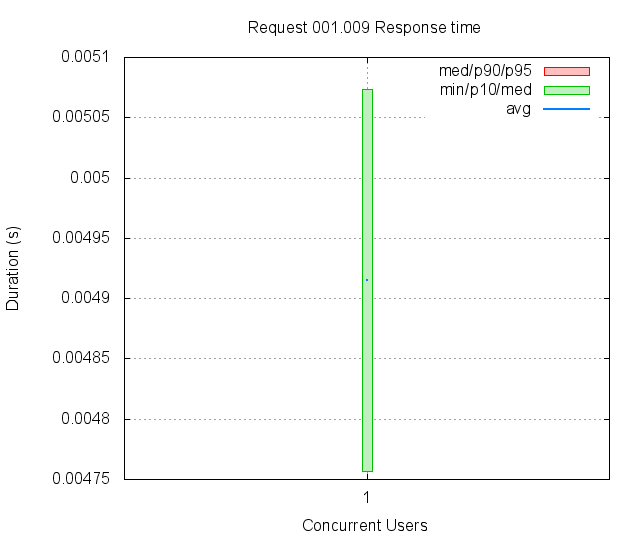 Request 001.009 Response time
0.0051
0.00505
0.005
0.00495
0.0049
0.00485
0.0048
0.00475
Duration (s)
med/p90/p95
min/p10/med
avg
1
Concurrent Users